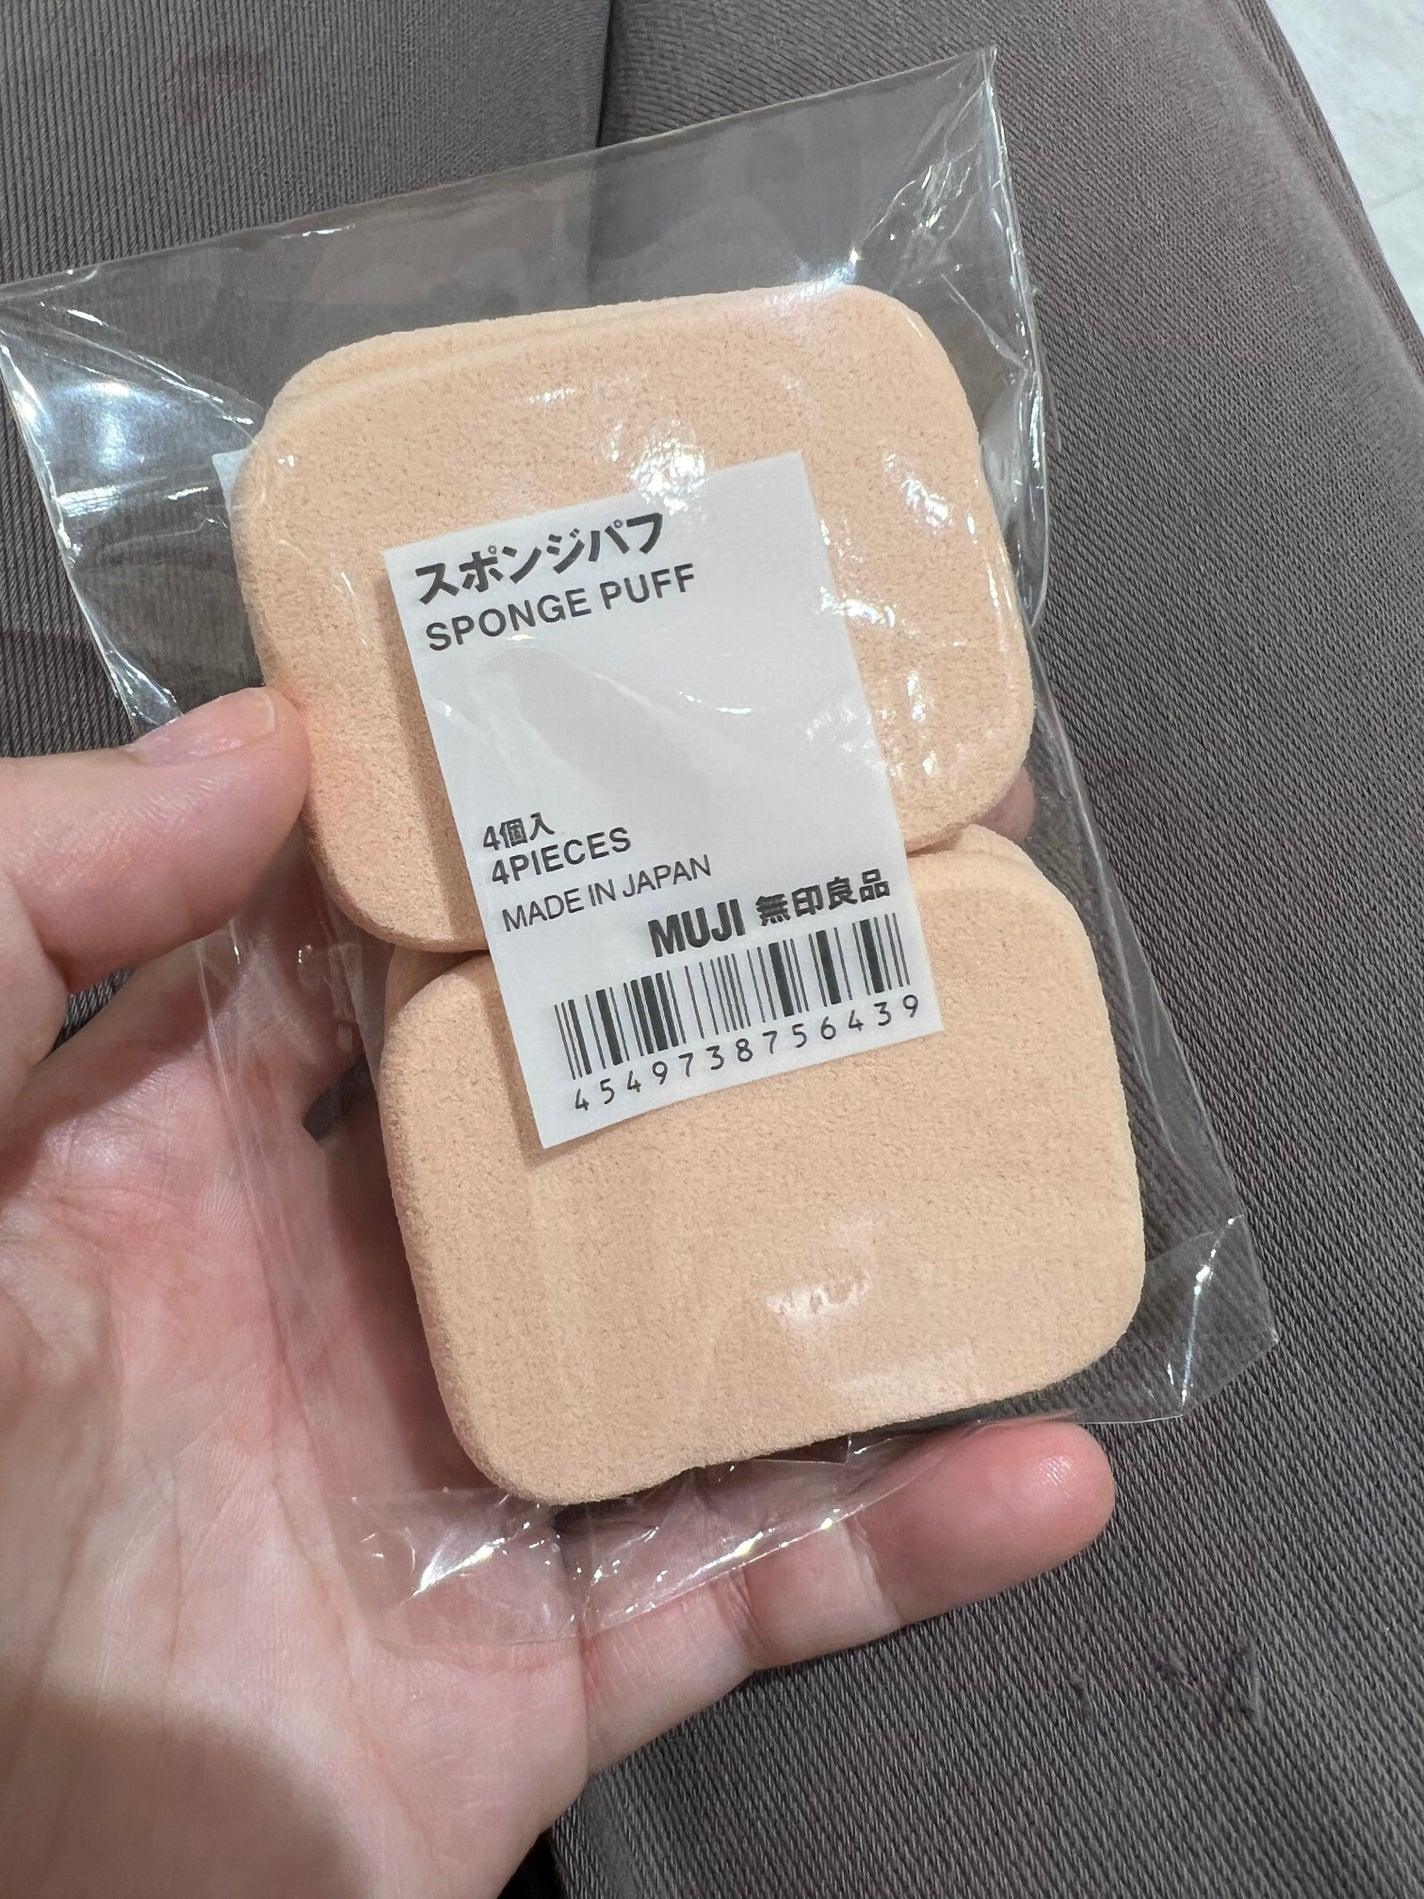 スポンジパフ
SPONGE PUFF
4個入
4PIECES
MADE IN JAPAN
MUJI 無印良品
4549738756439